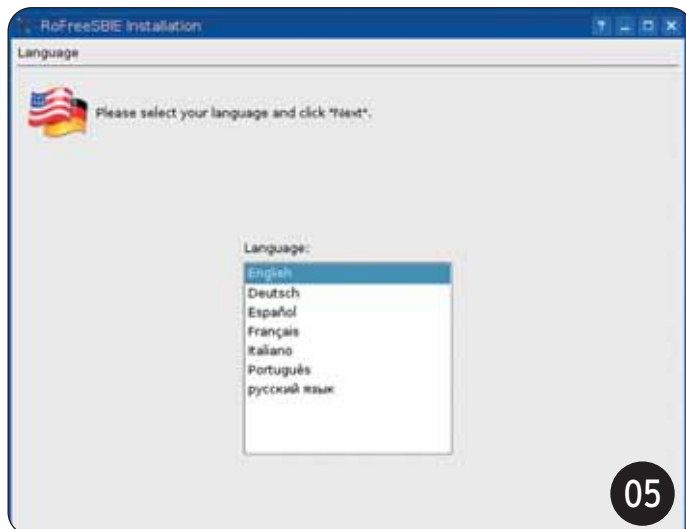 RoFreeSBIE Installation
Language
Please select your language and click "Next".
Language:
English
Deutsch
Español
Français
Italiano
Português
русский язык
05